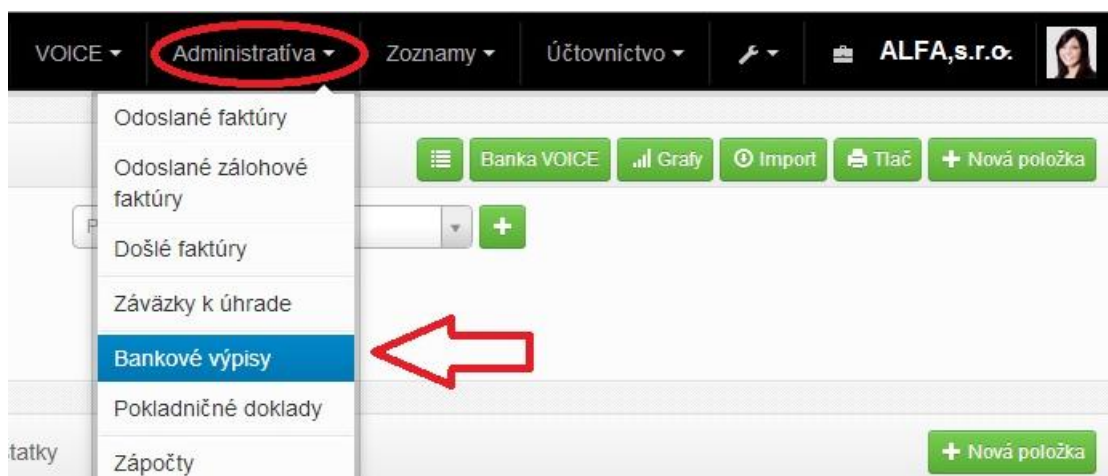 VOICE Administratíva Zoznamy Účtovníctvo ALFA,s.r.o.
Odoslané faktúry
Odoslané zálohové
faktúry
Došlé faktúry
Záväzky k úhrade
Bankové výpisy
Pokladničné doklady
Zápočty
Banka VOICE Grafy Import Tlač + Nová položka
P
+
tatky
+ Nová položka